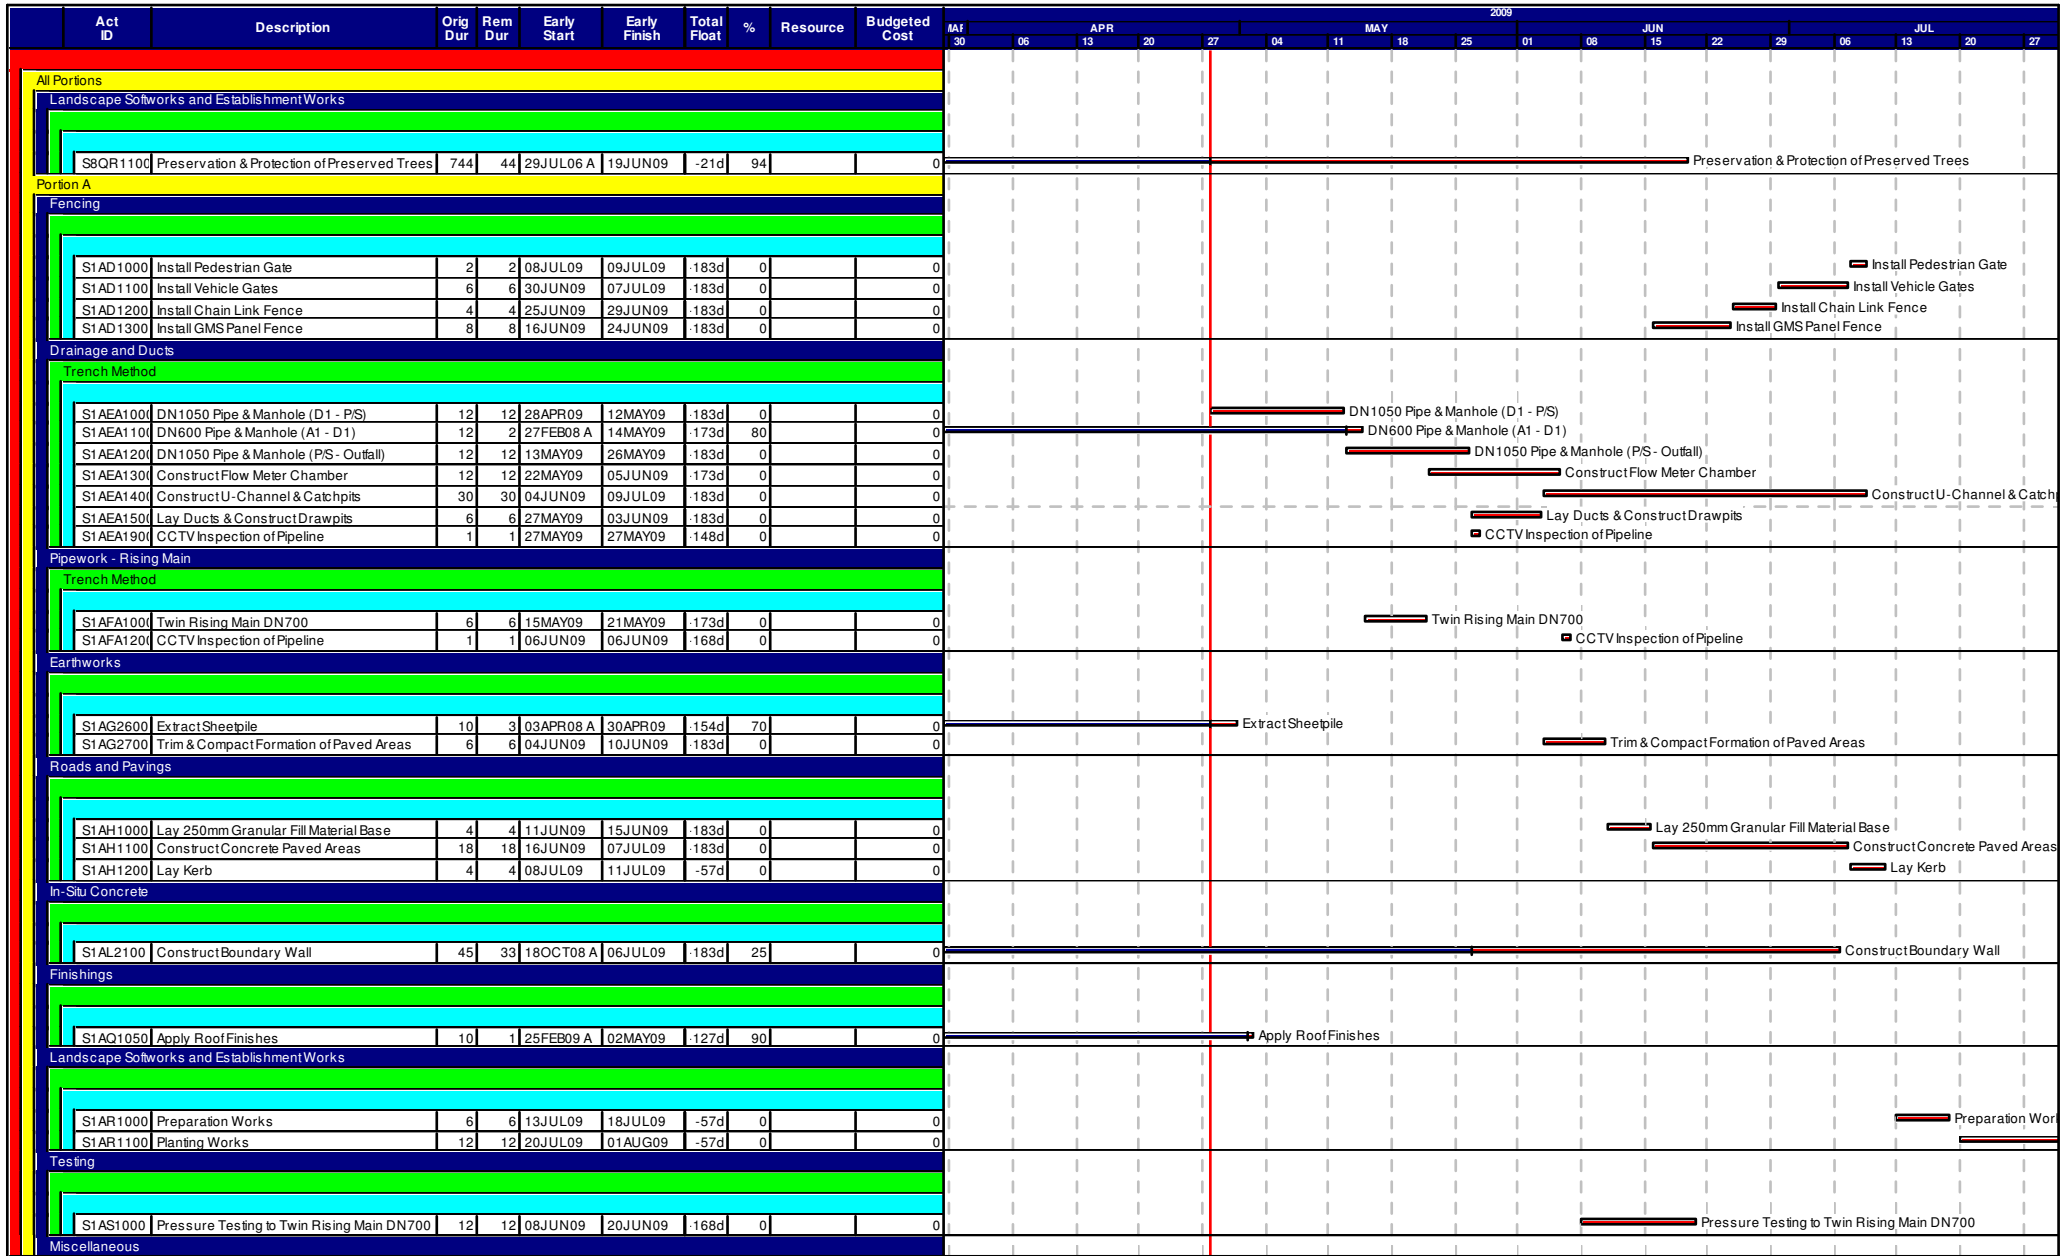 2009
Act ID Description Orig Dur Rem Dur Early Start Early Finish Total Float % Resource Budgeted Cost
MAR APR MAY JUN JUL
30 06 13 20 27 04 11 18 25 01 08 15 22 29 06 13 20 27
All Portions
Landscape Softworks and Establishment Works
S8QR1100 Preservation & Protection of Preserved Trees 744 44 29JUL06 A 19JUN09 -21d 94 0 Preservation & Protection of Preserved Trees
Portion A
Fencing
S1AD1000 Install Pedestrian Gate 2 2 08JUL09 09JUL09 -183d 0 0 Install Pedestrian Gate
S1AD1100 Install Vehicle Gates 6 6 30JUN09 07JUL09 -183d 0 0 Install Vehicle Gates
S1AD1200 Install Chain Link Fence 4 4 25JUN09 29JUN09 -183d 0 0 Install Chain Link Fence
S1AD1300 Install GMS Panel Fence 8 8 16JUN09 24JUN09 -183d 0 0 Install GMS Panel Fence
Drainage and Ducts
Trench Method
S1AEA1000 DN1050 Pipe & Manhole (D1 - P/S) 12 12 28APR09 12MAY09 -183d 0 0 DN1050 Pipe & Manhole (D1 - P/S)
S1AEA1100 DN600 Pipe & Manhole (A1 - D1) 12 2 27FEB08 A 14MAY09 -173d 80 0 DN600 Pipe & Manhole (A1 - D1)
S1AEA1200 DN1050 Pipe & Manhole (P/S - Outfall) 12 12 13MAY09 26MAY09 -183d 0 0 DN1050 Pipe & Manhole (P/S - Outfall)
S1AEA1300 Construct Flow Meter Chamber 12 12 22MAY09 05JUN09 -173d 0 0 Construct Flow Meter Chamber
S1AEA1400 Construct U-Channel & Catchpits 30 30 04JUN09 09JUL09 -183d 0 0 Construct U-Channel & Catchp
S1AEA1500 Lay Ducts & Construct Drawpits 6 6 27MAY09 03JUN09 -183d 0 0 Lay Ducts & Construct Drawpits
S1AEA1900 CCTV Inspection of Pipeline 1 1 27MAY09 27MAY09 -148d 0 0 CCTV Inspection of Pipeline
Pipework - Rising Main
Trench Method
S1AFA1000 Twin Rising Main DN700 6 6 15MAY09 21MAY09 -173d 0 0 Twin Rising Main DN700
S1AFA1200 CCTV Inspection of Pipeline 1 1 06JUN09 06JUN09 -168d 0 0 CCTV Inspection of Pipeline
Earthworks
S1AG2600 Extract Sheetpile 10 3 03APR08 A 30APR09 -154d 70 0 Extract Sheetpile
S1AG2700 Trim & Compact Formation of Paved Areas 6 6 04JUN09 10JUN09 -183d 0 0 Trim & Compact Formation of Paved Areas
Roads and Pavings
S1AH1000 Lay 250mm Granular Fill Material Base 4 4 11JUN09 15JUN09 -183d 0 0 Lay 250mm Granular Fill Material Base
S1AH1100 Construct Concrete Paved Areas 18 18 16JUN09 07JUL09 -183d 0 0 Construct Concrete Paved Areas
S1AH1200 Lay Kerb 4 4 08JUL09 11JUL09 -57d 0 0 Lay Kerb
In-Situ Concrete
S1AL2100 Construct Boundary Wall 45 33 18OCT08 A 06JUL09 -183d 25 0 Construct Boundary Wall
Finishings
S1AQ1050 Apply Roof Finishes 10 1 25FEB09 A 02MAY09 -127d 90 0 Apply Roof Finishes
Landscape Softworks and Establishment Works
S1AR1000 Preparation Works 6 6 13JUL09 18JUL09 -57d 0 0 Preparation Wor
S1AR1100 Planting Works 12 12 20JUL09 01AUG09 -57d 0 0
Testing
S1AS1000 Pressure Testing to Twin Rising Main DN700 12 12 08JUN09 20JUN09 -168d 0 0 Pressure Testing to Twin Rising Main DN700
Miscellaneous